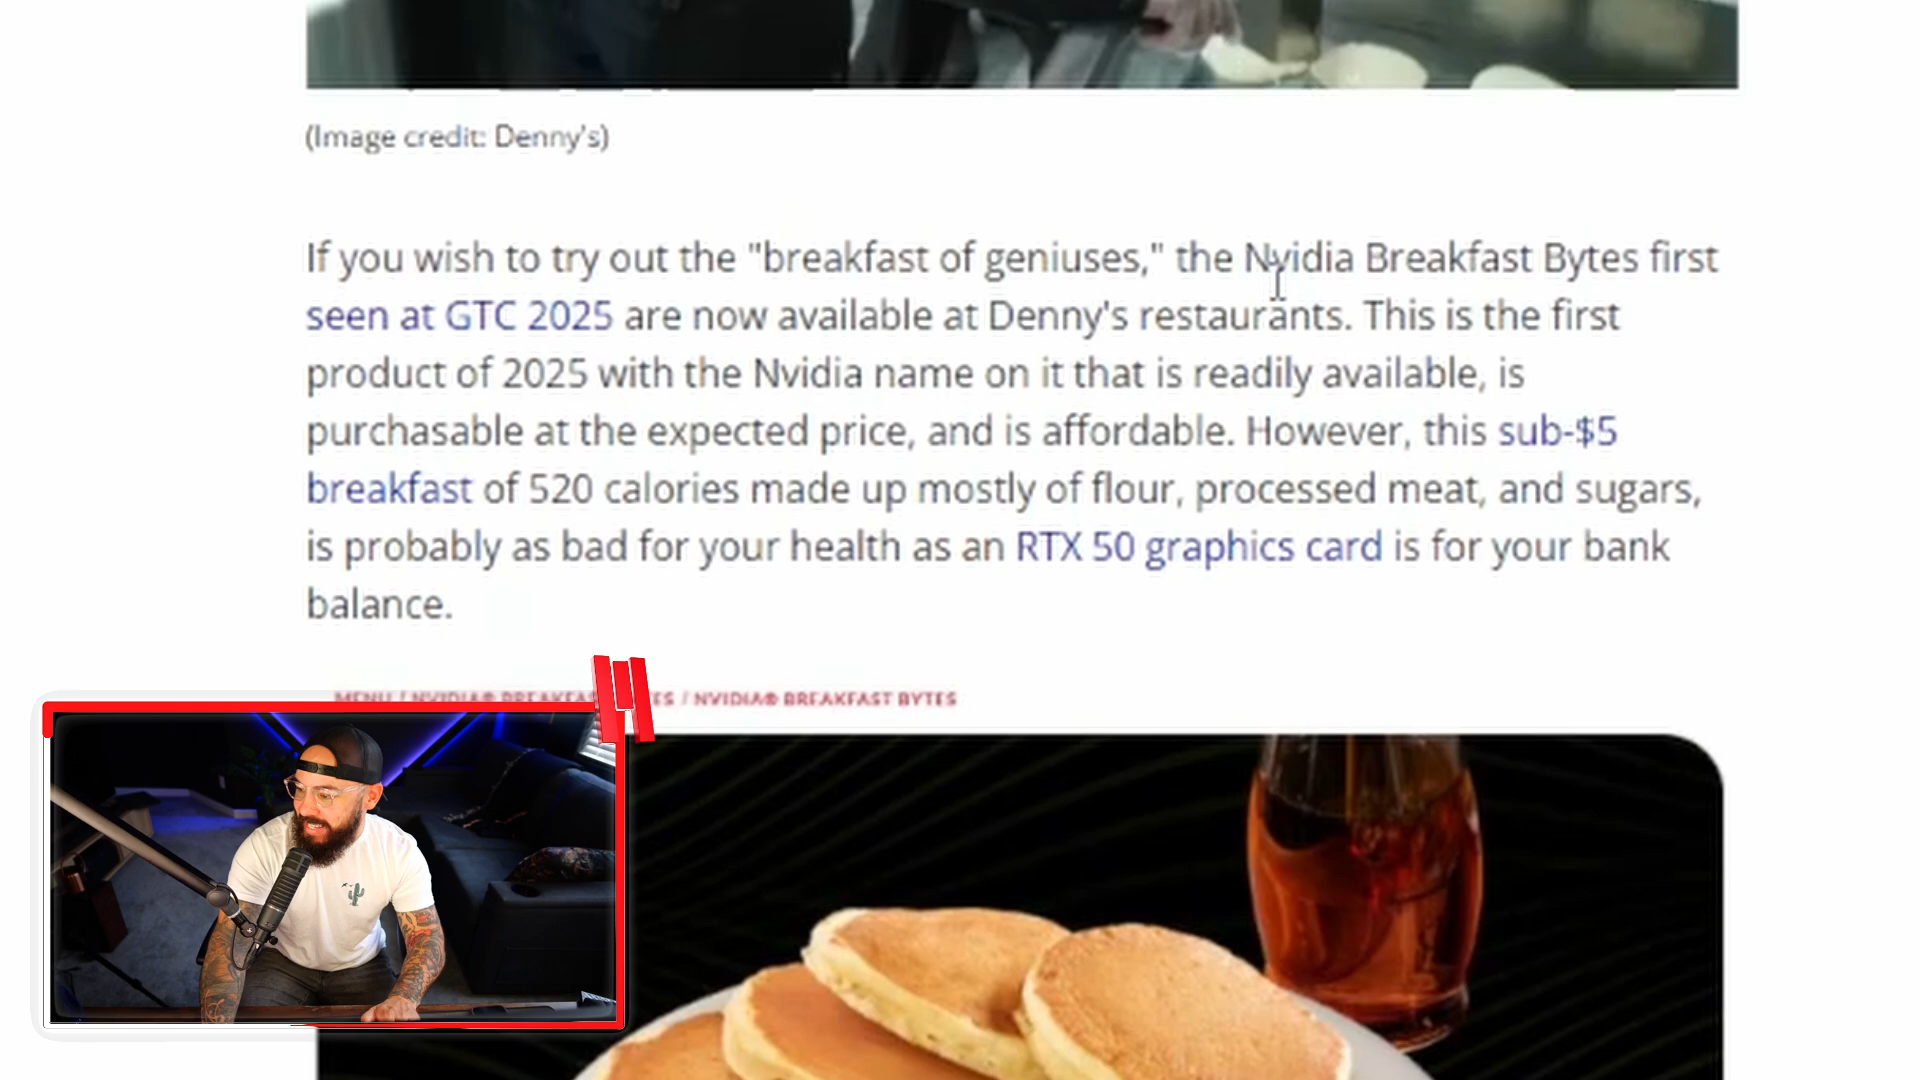 (Image credit: Denny's)
If you wish to try out the "breakfast of geniuses," the Nvidia Breakfast Bytes first
seen at GTC 2025 are now available at Denny's restaurants. This is the first
product of 2025 with the Nvidia name on it that is readily available, is
purchasable at the expected price, and is affordable. However, this sub-$5
breakfast of 520 calories made up mostly of flour, processed meat, and sugars,
is probably as bad for your health as an RTX 50 graphics card is for your bank
balance.
MENU / NVIDIA® BREAKFAST / NVIDIA® BREAKFAST BYTES